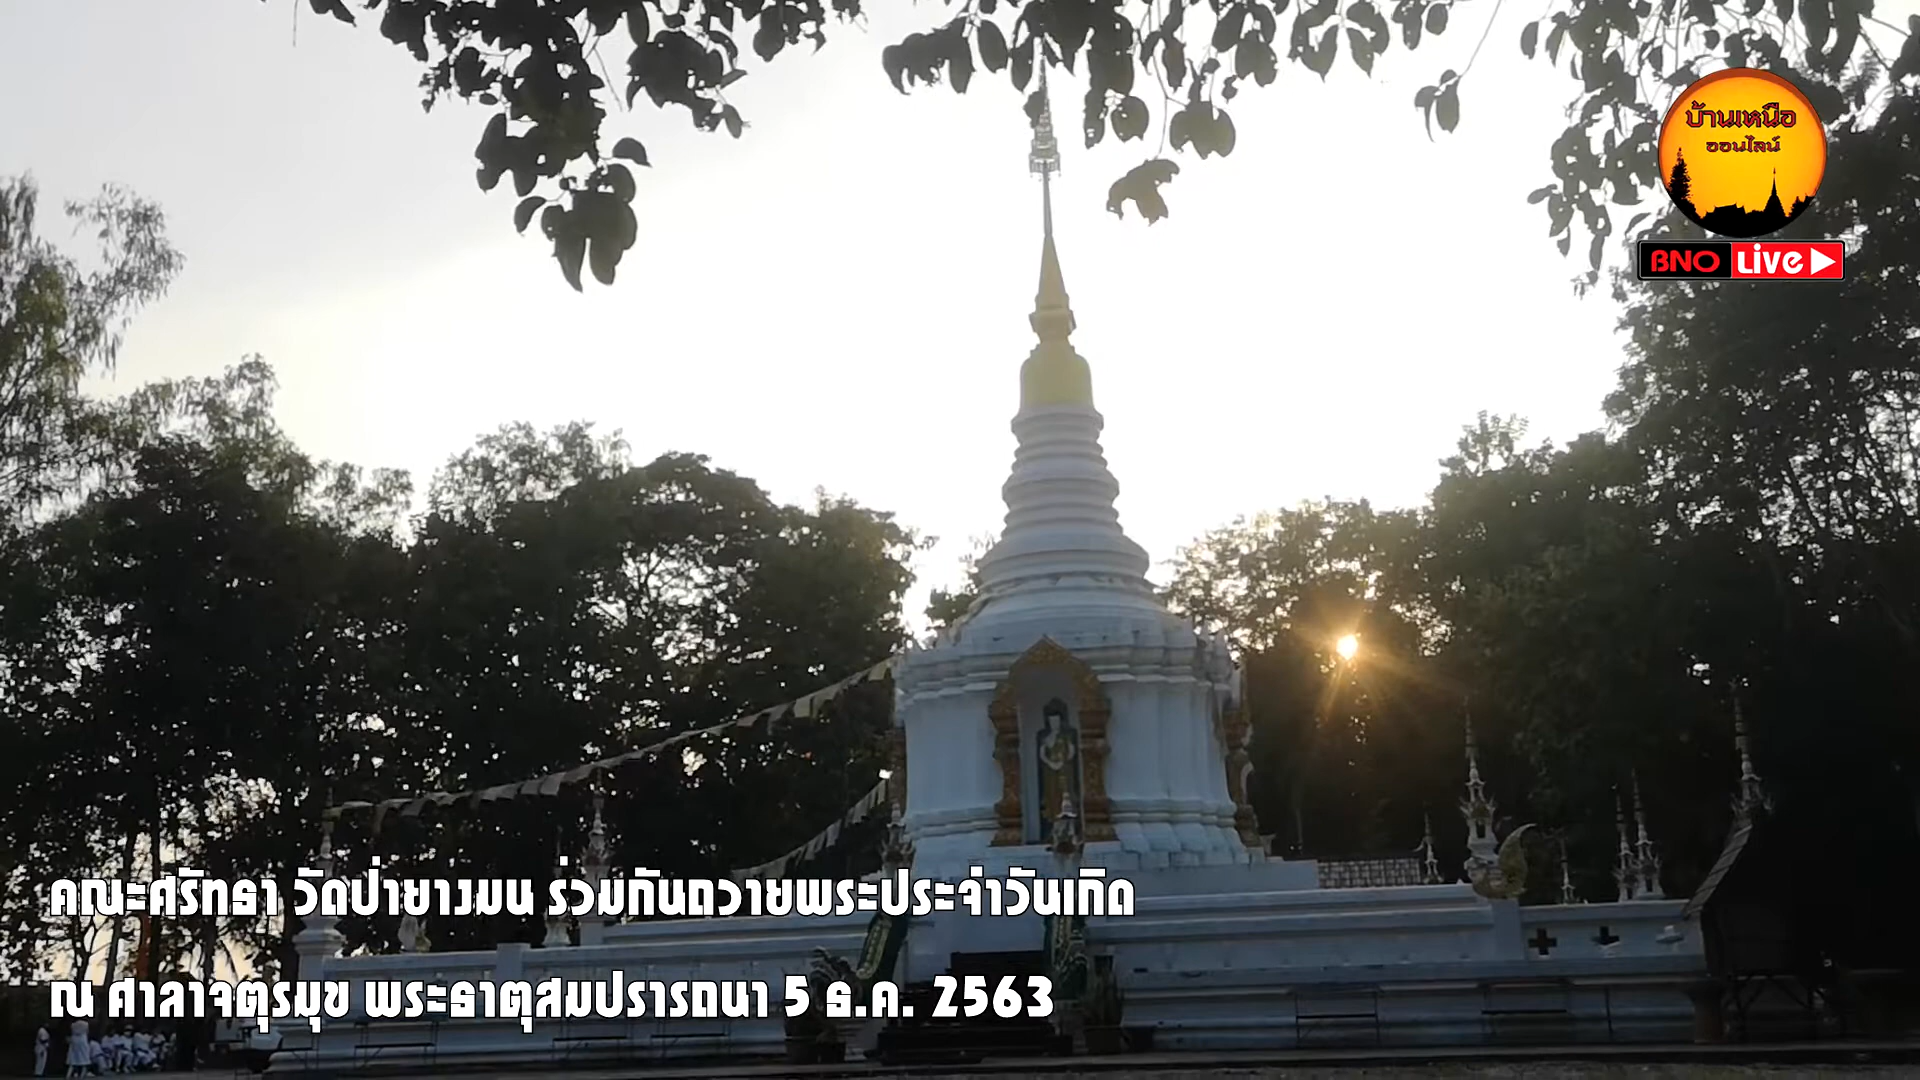 บ้านเหนือ
ออนไลน์
BNO Live
คณะศรัทธา วัดป่ายางมน ร่วมกันถวายพระประจำวันเกิด
ณ ศาลาจตุรมุข พระธาตุสมปรารถนา 5 ธ.ค. 2563